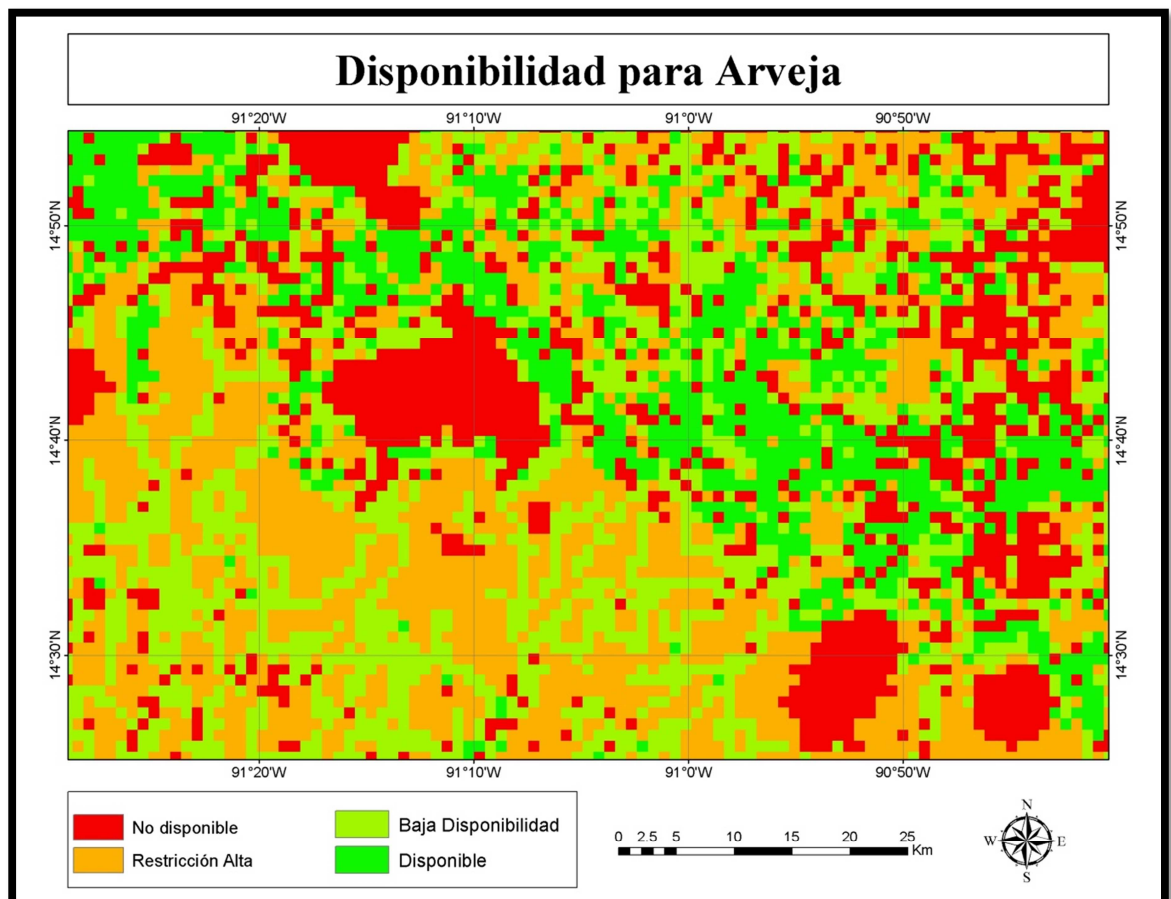 Disponibilidad para Arveja
91°20'W 91°10'W 91°0'W 90°50'W
14°50'N 14°50'N
14°40'N 14°40'N
14°30'N 14°30'N
91°20'W 91°10'W 91°0'W 90°50'W
No disponible Baja Disponibilidad
Restricción Alta Disponible
0 2.5 5 10 15 20 25
Km
N
W E
S